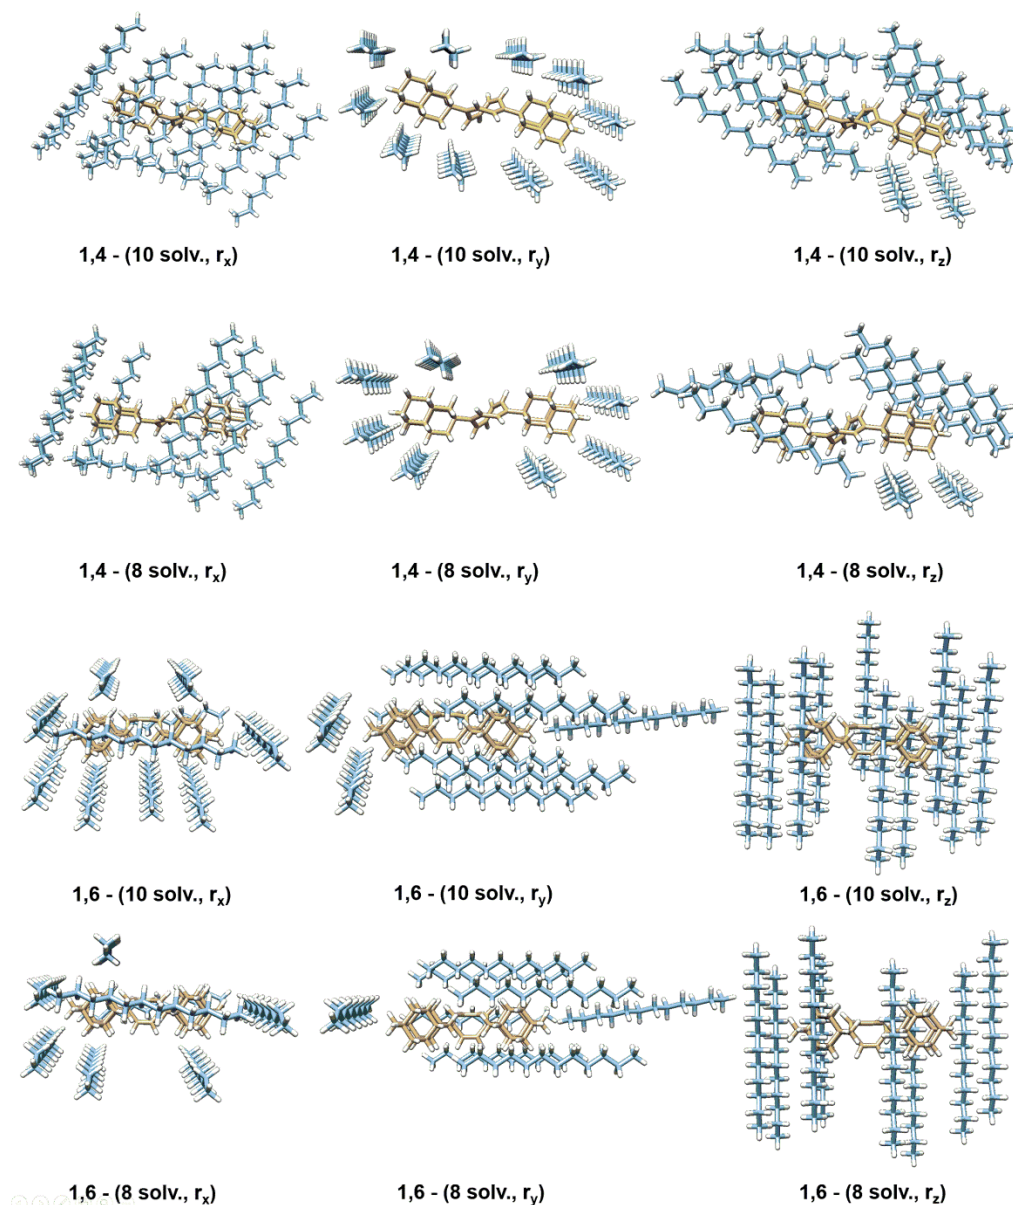 1,4 - (10 solv., rx) 1,4 - (10 solv., ry) 1,4 - (10 solv., rz)
1,4 - (8 solv., rx) 1,4 - (8 solv., ry) 1,4 - (8 solv., rz)
1,6 - (10 solv., rx) 1,6 - (10 solv., ry) 1,6 - (10 solv., rz)
1,6 - (8 solv., rx) 1,6 - (8 solv., ry) 1,6 - (8 solv., rz)